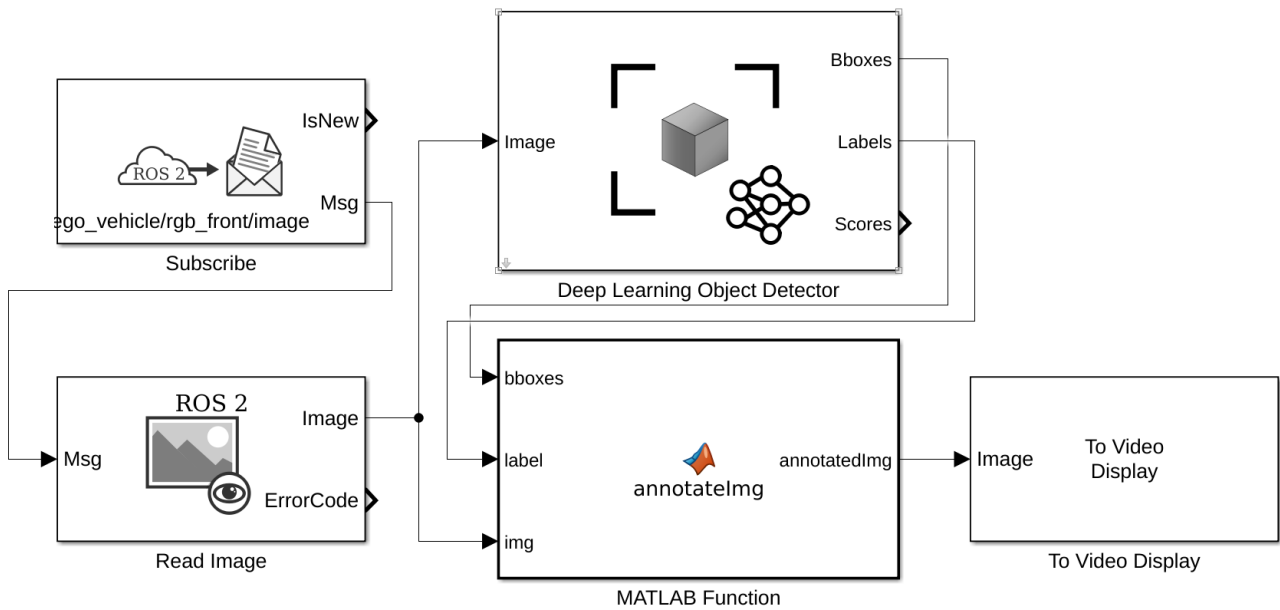 IsNew
ROS 2
Msg
ego_vehicle/rgb_front/image
Subscribe
Bboxes
Image
Labels
Scores
Deep Learning Object Detector
ROS 2
Image
Msg
ErrorCode
Read Image
bboxes
label
annotatedImg
annotateImg
img
MATLAB Function
Image
To Video
Display
To Video Display